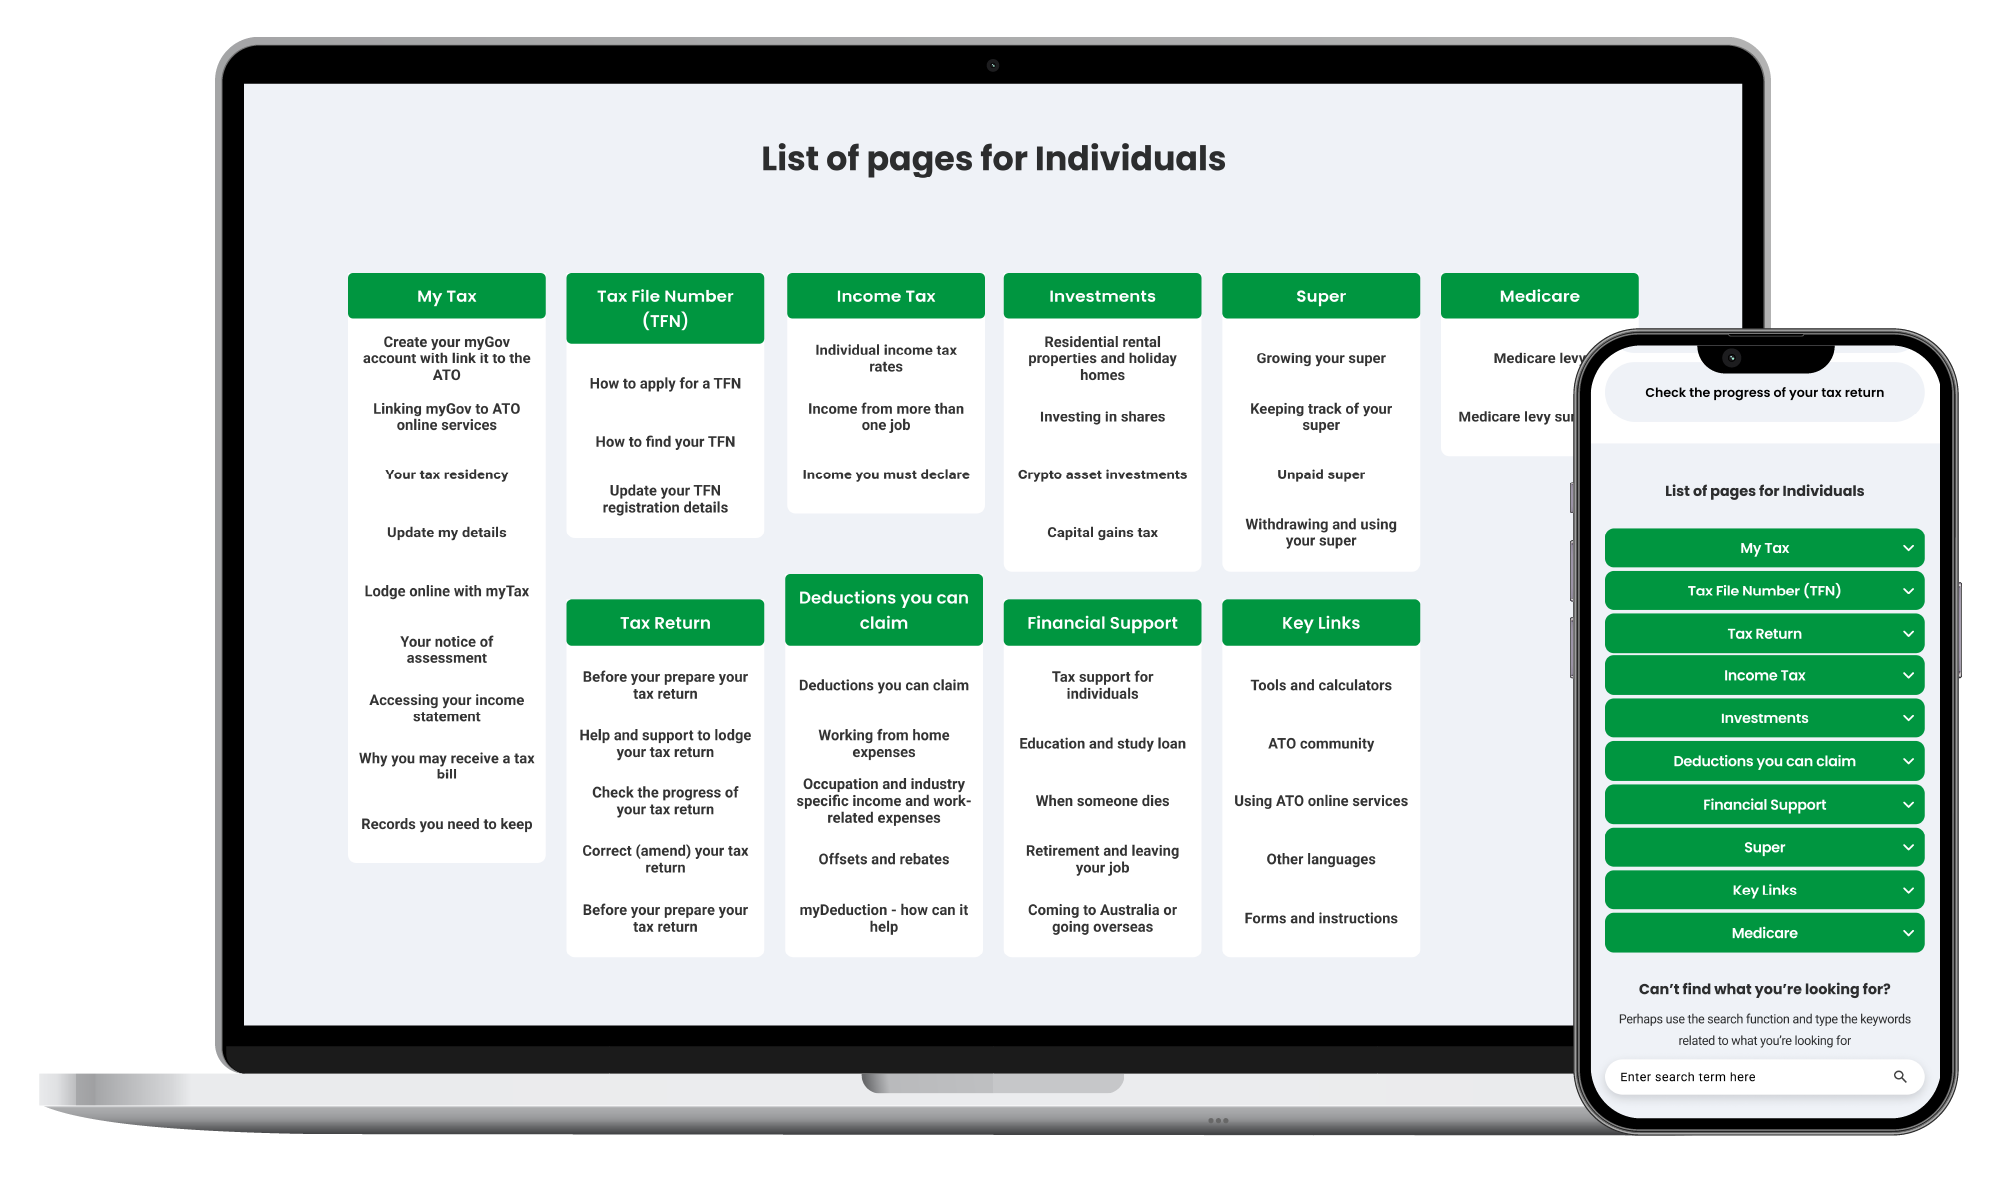 List of pages for Individuals
My Tax
Create your myGov
account with link it to the
ATO
Linking myGov to ATO
online services
Your tax residency
Update my details
Lodge online with myTax
Your notice of
assessment
Accessing your income
statement
Why you may receive a tax
bill
Records you need to keep
Tax File Number
(TFN)
How to apply for a TFN
How to find your TFN
Update your TFN
registration details
Income Tax
Individual income tax
rates
Income from more than
one job
Income you must declare
Investments
Residential rental
properties and holiday
homes
Investing in shares
Crypto asset investments
Capital gains tax
Super
Growing your super
Keeping track of your
super
Unpaid super
Withdrawing and using
your super
Medicare
Medicare levy
Medicare levy
Tax Return
Before your prepare your
tax return
Help and support to lodge
your tax return
Check the progress of
your tax return
Correct (amend) your tax
return
Before your prepare your
tax return
Deductions you can
claim
Deductions you can claim
Working from home
expenses
Occupation and industry
specific income and work-
related expenses
Offsets and rebates
myDeduction - how can it
help
Financial Support
Tax support for
individuals
Education and study loan
When someone dies
Retirement and leaving
your job
Coming to Australia or
going overseas
Key Links
Tools and calculators
ATO community
Using ATO online services
Other languages
Forms and instructions
Check the progress of your tax return
List of pages for Individuals
My Tax
Tax File Number (TFN)
Tax Return
Income Tax
Investments
Deductions you can claim
Financial Support
Super
Key Links
Medicare
Can’t find what you’re looking for?
Perhaps use the search function and type the keywords
related to what you’re looking for
Enter search term here